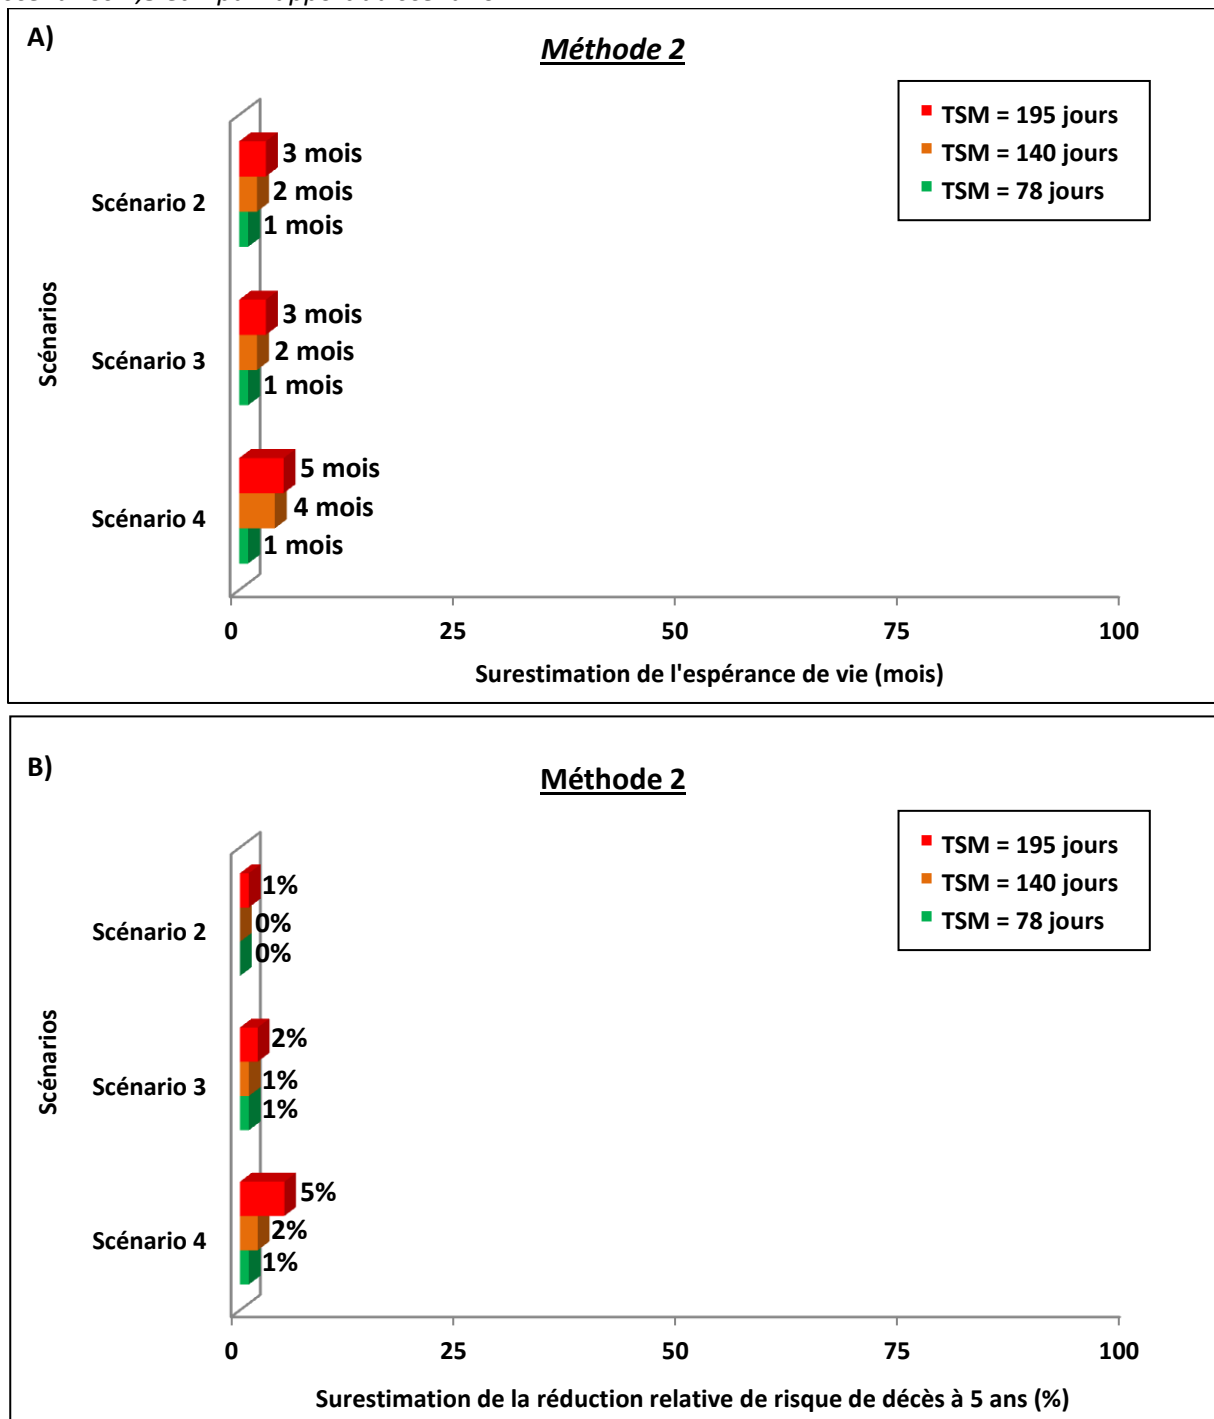 A)
Méthode 2
TSM = 195 jours
TSM = 140 jours
TSM = 78 jours
Scénarios
Scénario 2
3 mois
2 mois
1 mois
Scénario 3
3 mois
2 mois
1 mois
Scénario 4
5 mois
4 mois
1 mois
0 25 50 75 100
Surestimation de l'espérance de vie (mois)
B)
Méthode 2
TSM = 195 jours
TSM = 140 jours
TSM = 78 jours
Scénarios
Scénario 2
1%
0%
0%
Scénario 3
2%
1%
1%
Scénario 4
5%
2%
1%
0 25 50 75 100
Surestimation de la réduction relative de risque de décès à 5 ans (%)